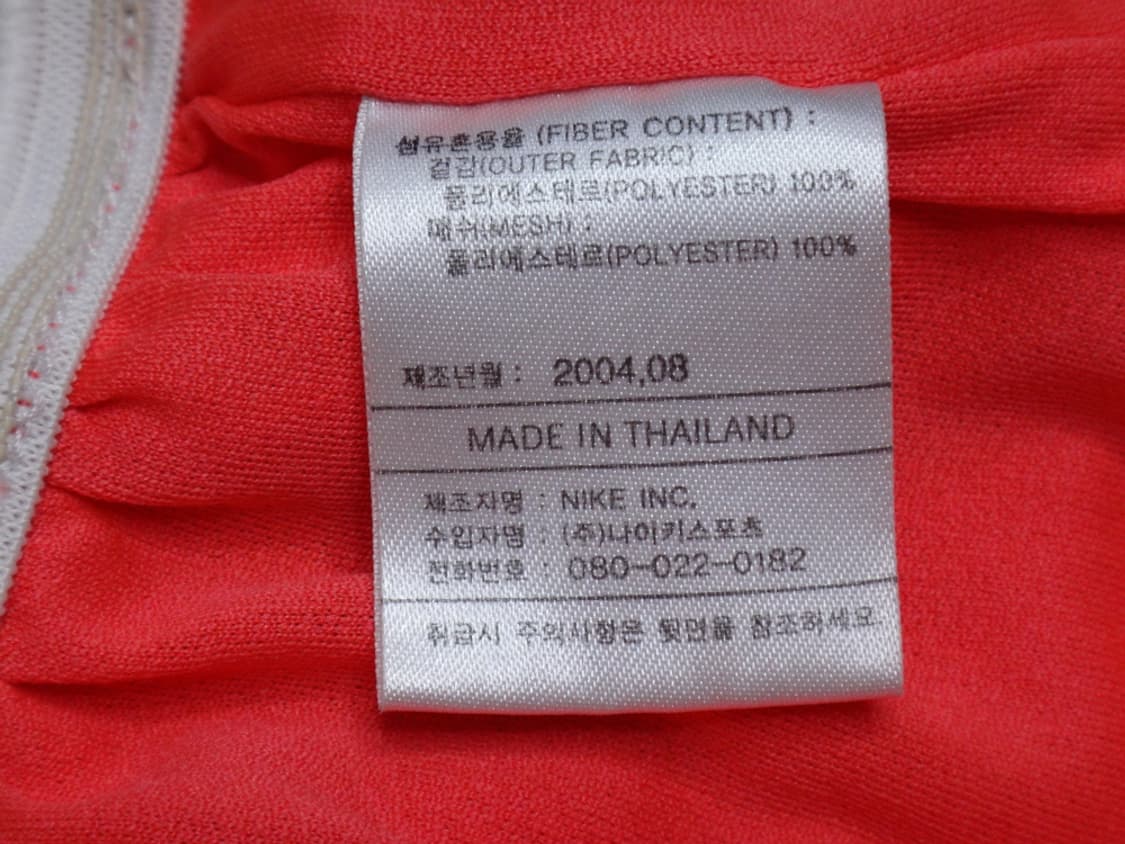 섬유혼용율 (FIBER CONTENT) :
겉감(OUTER FABRIC) :
폴리에스테르(POLYESTER) 100%
매쉬(MESH) :
폴리에스테르(POLYESTER) 100%
제조년월 : 2004.08
MADE IN THAILAND
제조자명 : NIKE INC.
수입자명 : (주)나이키스포츠
전화번호 : 080-022-0182
취급시 주의사항은 뒷면을 참조하세요